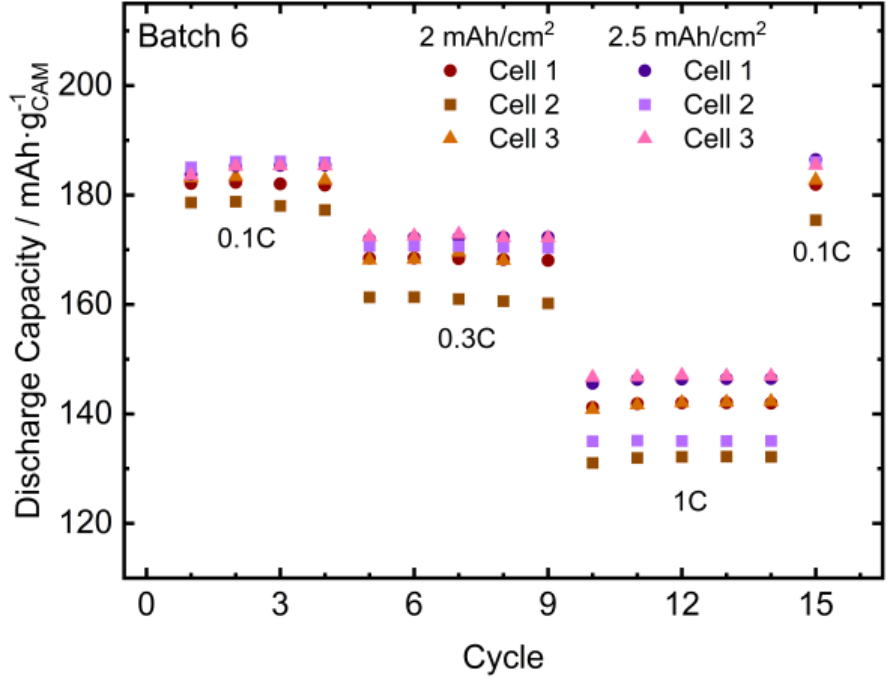 Batch 6
2 mAh/cm²
2.5 mAh/cm²
Cell 1
Cell 1
Cell 2
Cell 2
Cell 3
Cell 3
200
180
160
140
120
Discharge Capacity / mAh·g⁻¹CAM
0.1C
0.3C
1C
0.1C
0
3
6
9
12
15
Cycle